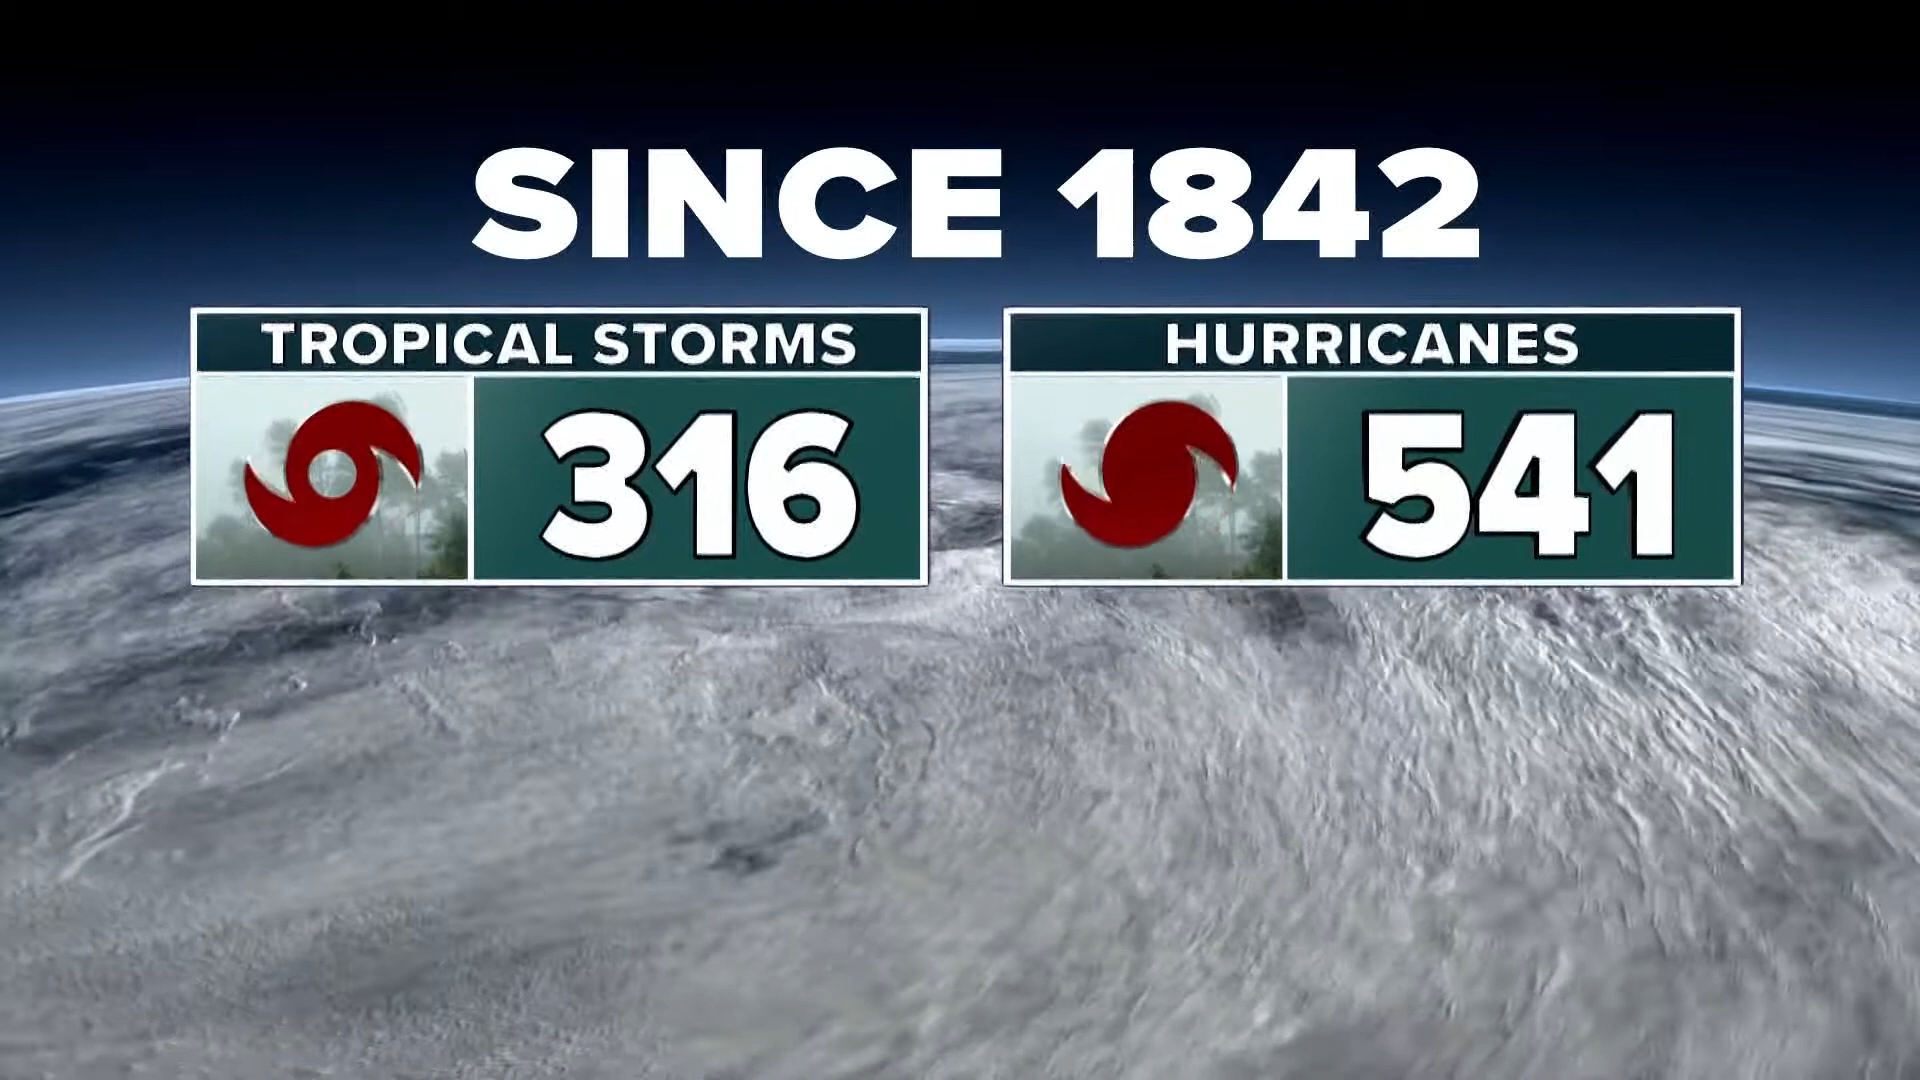 SINCE 1842
TROPICAL STORMS
316
HURRICANES
541